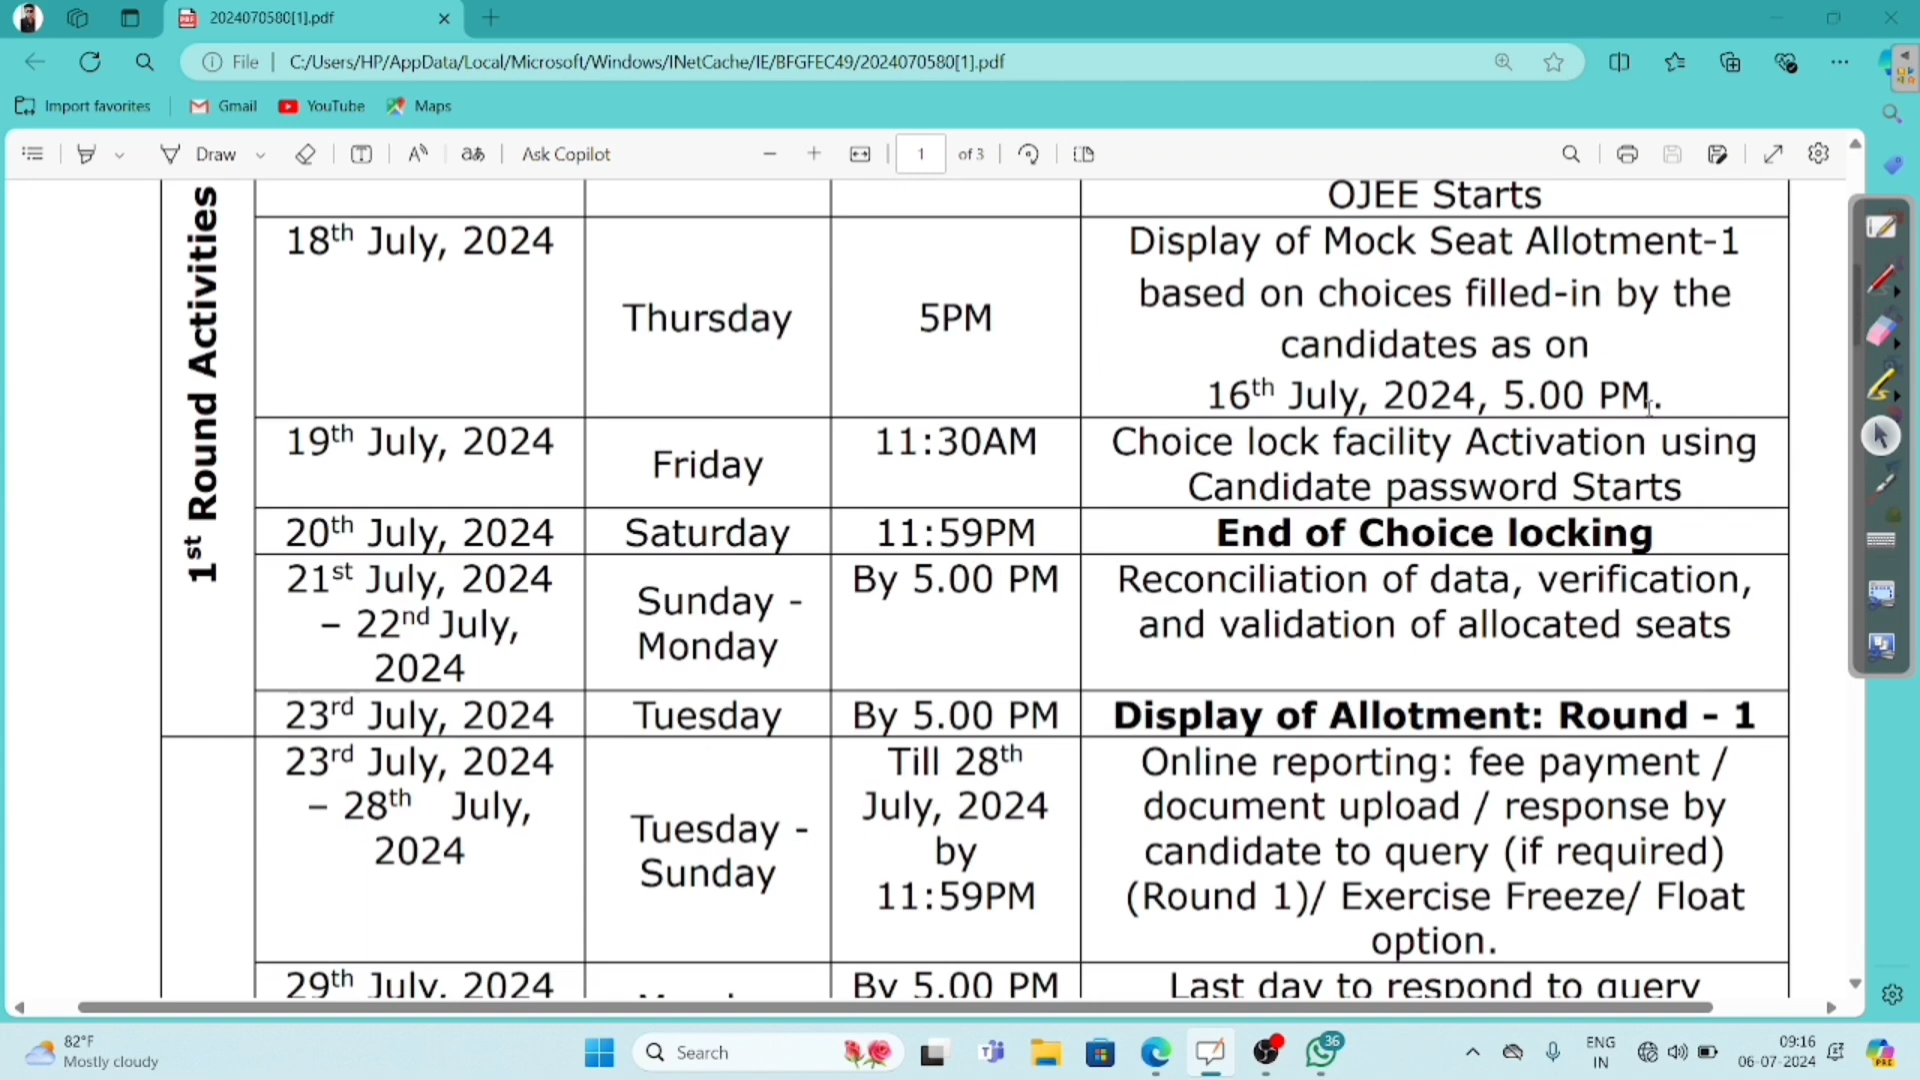 2024070580[1].pdf
File
C:/Users/HP/AppData/Local/Microsoft/Windows/INetCache/IE/BFGFEC49/2024070580[1].pdf
Import favorites
Gmail
YouTube
Maps
Draw
Ask Copilot
1 of 3
1st Round Activities
OJEE Starts
18th July, 2024
Thursday
5PM
Display of Mock Seat Allotment-1
based on choices filled-in by the
candidates as on
16th July, 2024, 5.00 PM.
19th July, 2024
Friday
11:30AM
Choice lock facility Activation using
Candidate password Starts
20th July, 2024
Saturday
11:59PM
End of Choice locking
21st July, 2024
– 22nd July,
2024
Sunday -
Monday
By 5.00 PM
Reconciliation of data, verification,
and validation of allocated seats
23rd July, 2024
Tuesday
By 5.00 PM
Display of Allotment: Round - 1
23rd July, 2024
– 28th July,
2024
Tuesday -
Sunday
Till 28th
July, 2024
by
11:59PM
Online reporting: fee payment /
document upload / response by
candidate to query (if required)
(Round 1)/ Exercise Freeze/ Float
option.
29th July, 2024
By 5.00 PM
Last day to respond to query
82°F
Mostly cloudy
Search
36
ENG
IN
09:16
06-07-2024